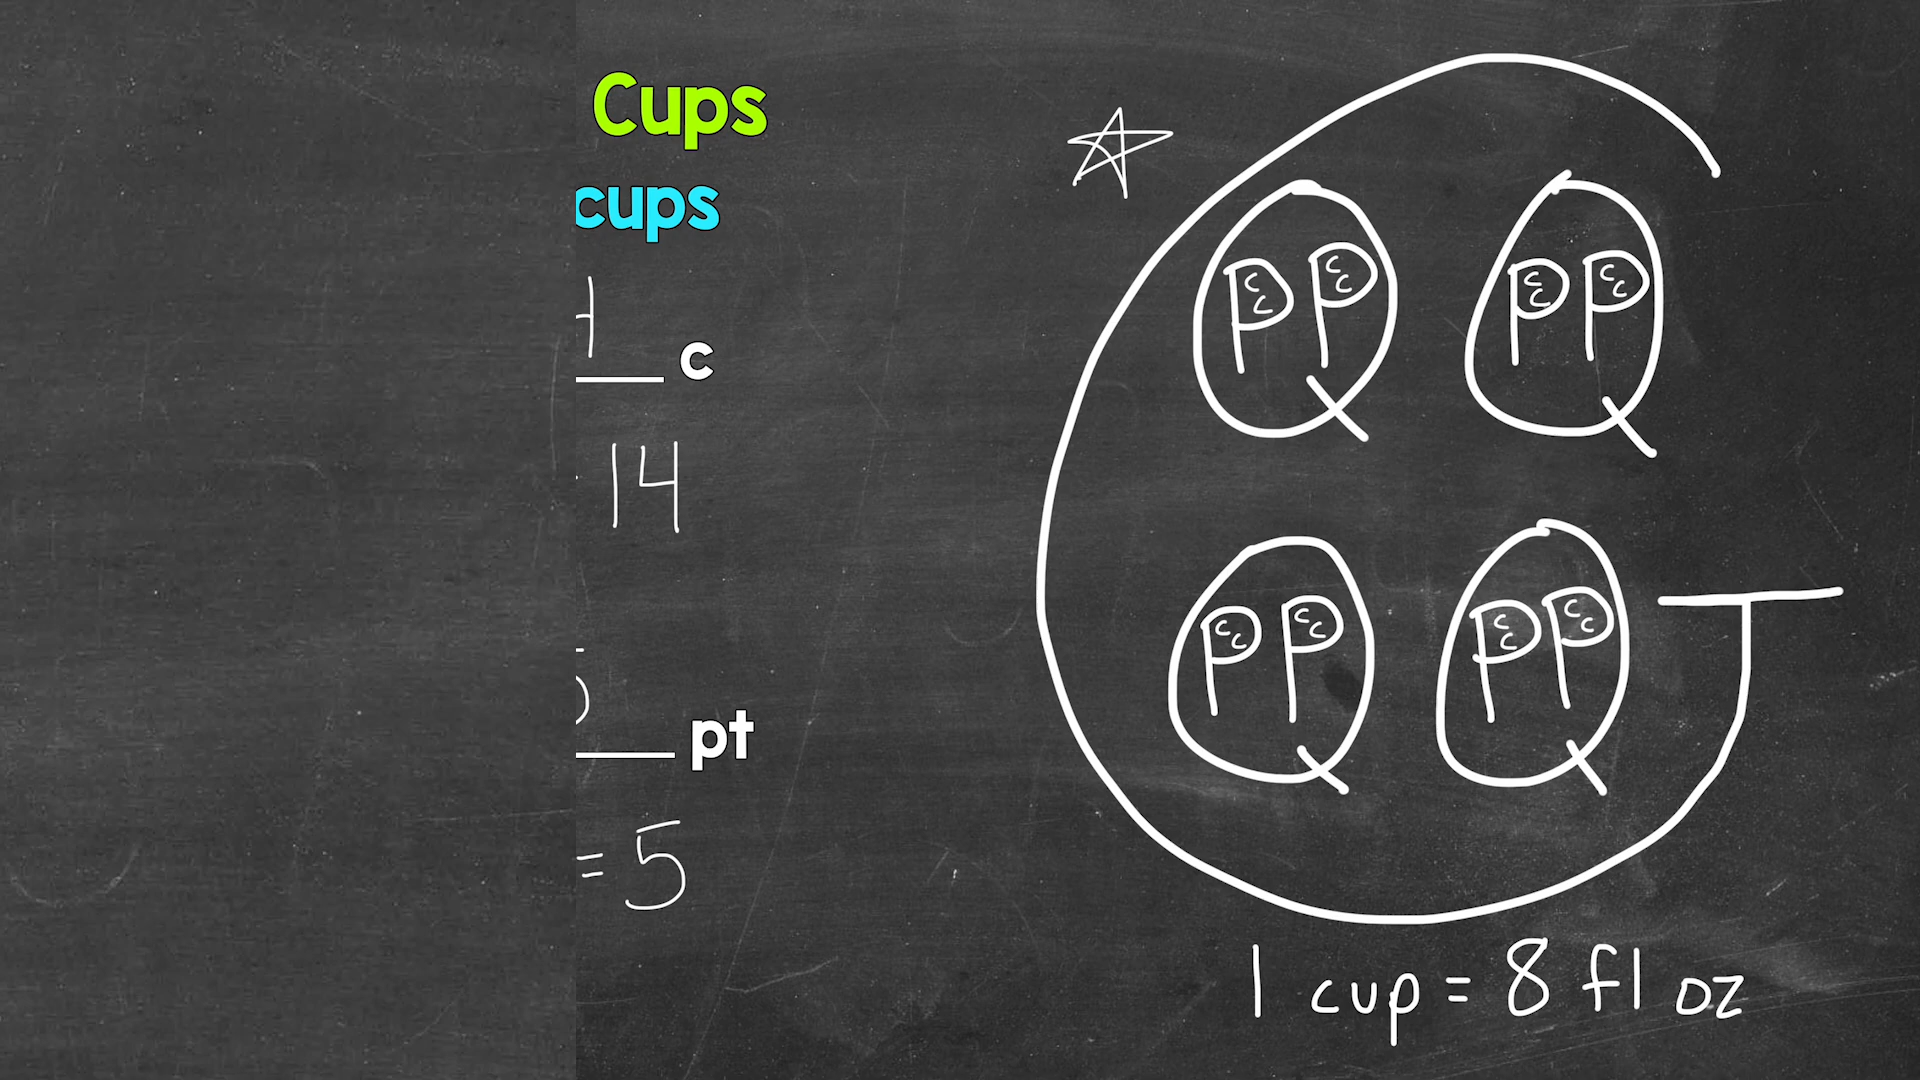 Cups
cups
c
14
pt
= 5
Q Q
P P P P
c c c c c c c c
Q Q
P P P P
c c c c c c c c
G
1 cup = 8 fl oz